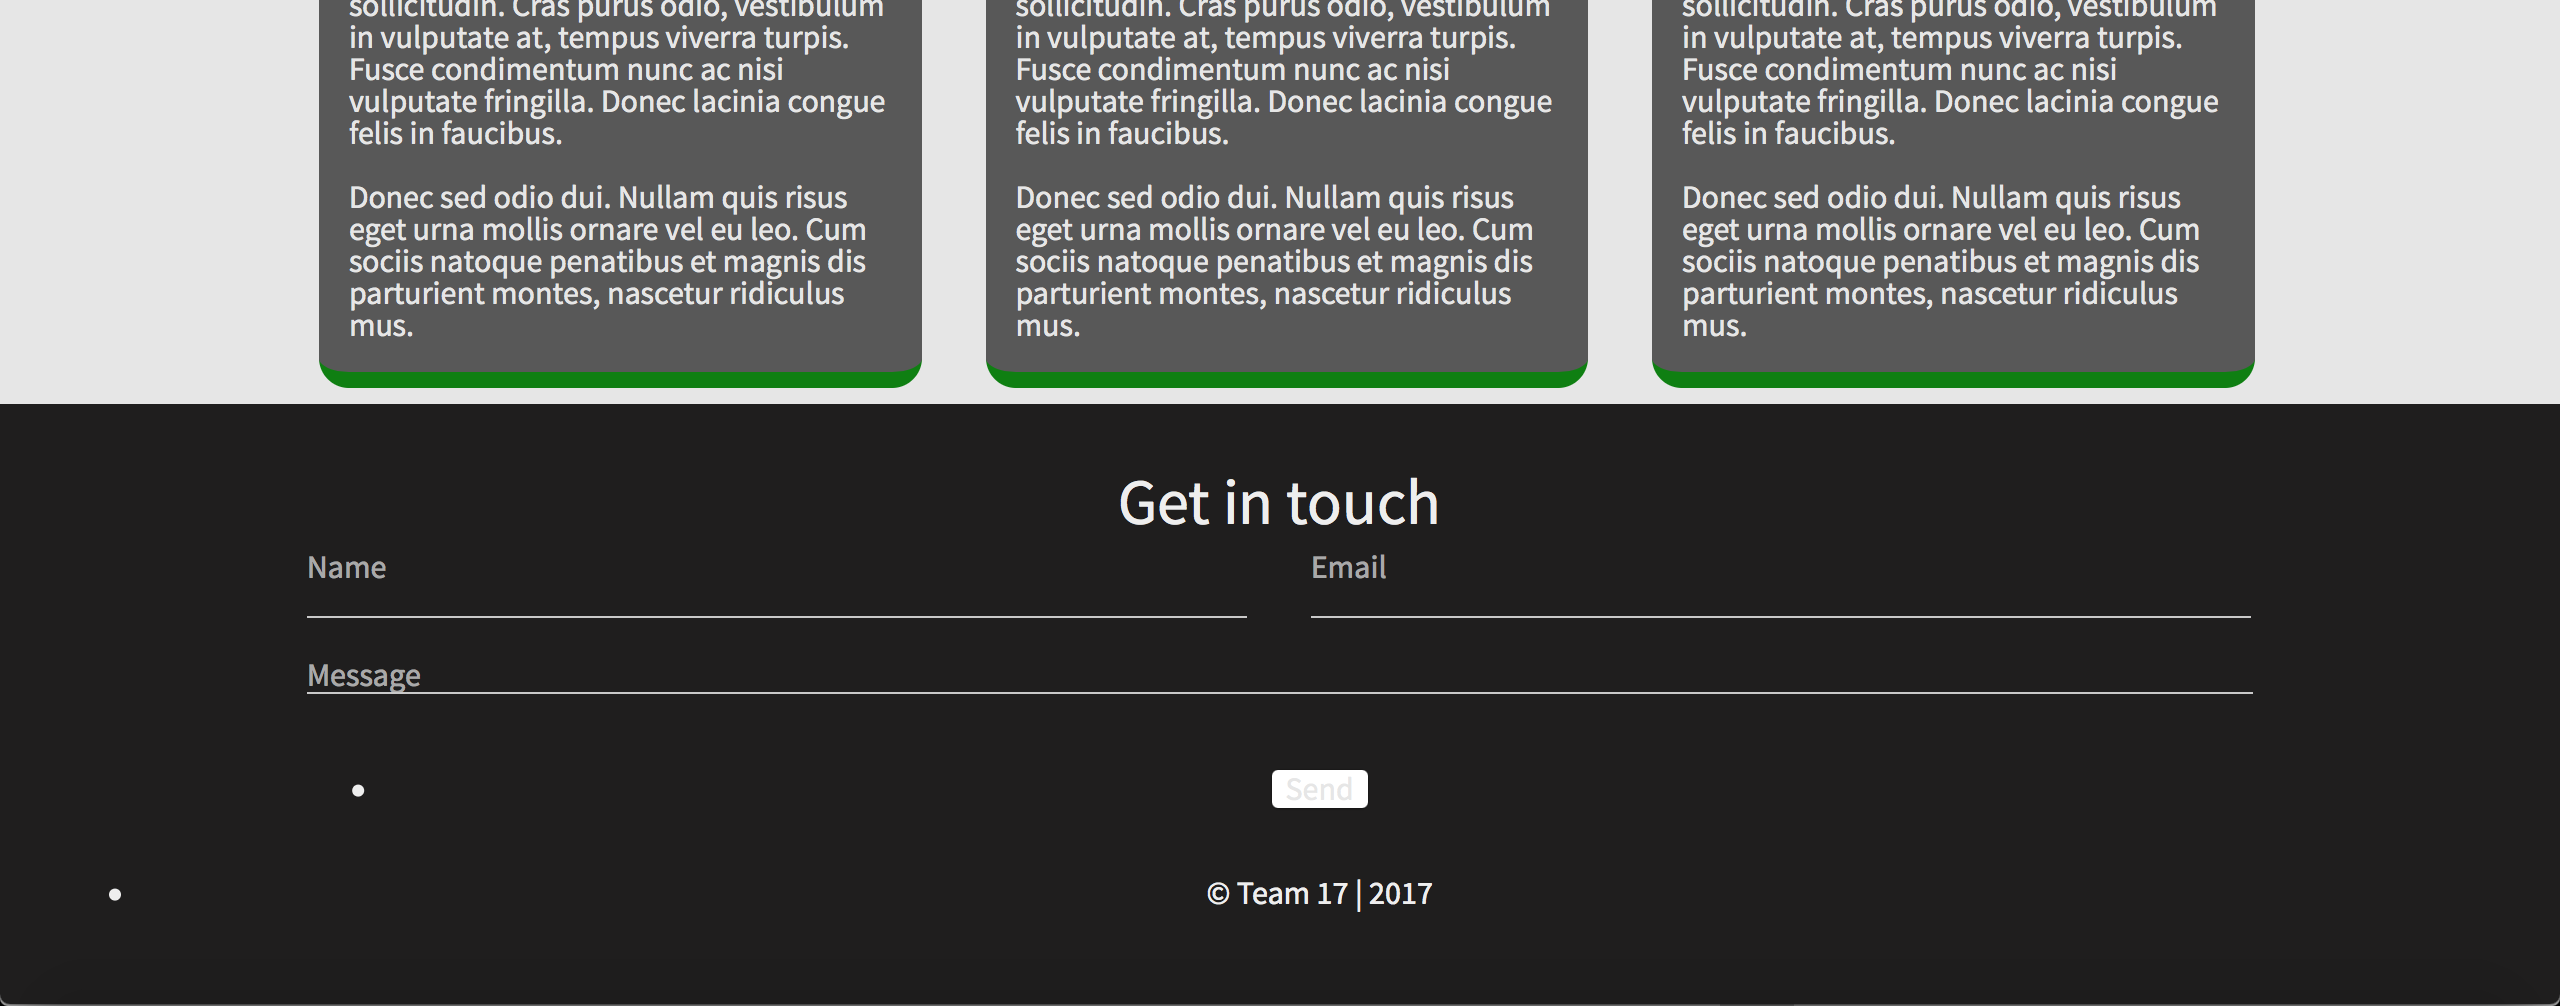 sollicitudin. Cras purus odio, vestibulum
in vulputate at, tempus viverra turpis.
Fusce condimentum nunc ac nisi
vulputate fringilla. Donec lacinia congue
felis in faucibus.
Donec sed odio dui. Nullam quis risus
eget urna mollis ornare vel eu leo. Cum
sociis natoque penatibus et magnis dis
parturient montes, nascetur ridiculus
mus.
sollicitudin. Cras purus odio, vestibulum
in vulputate at, tempus viverra turpis.
Fusce condimentum nunc ac nisi
vulputate fringilla. Donec lacinia congue
felis in faucibus.
Donec sed odio dui. Nullam quis risus
eget urna mollis ornare vel eu leo. Cum
sociis natoque penatibus et magnis dis
parturient montes, nascetur ridiculus
mus.
sollicitudin. Cras purus odio, vestibulum
in vulputate at, tempus viverra turpis.
Fusce condimentum nunc ac nisi
vulputate fringilla. Donec lacinia congue
felis in faucibus.
Donec sed odio dui. Nullam quis risus
eget urna mollis ornare vel eu leo. Cum
sociis natoque penatibus et magnis dis
parturient montes, nascetur ridiculus
mus.
Get in touch
Name
Email
Message
• Send
• © Team 17 | 2017